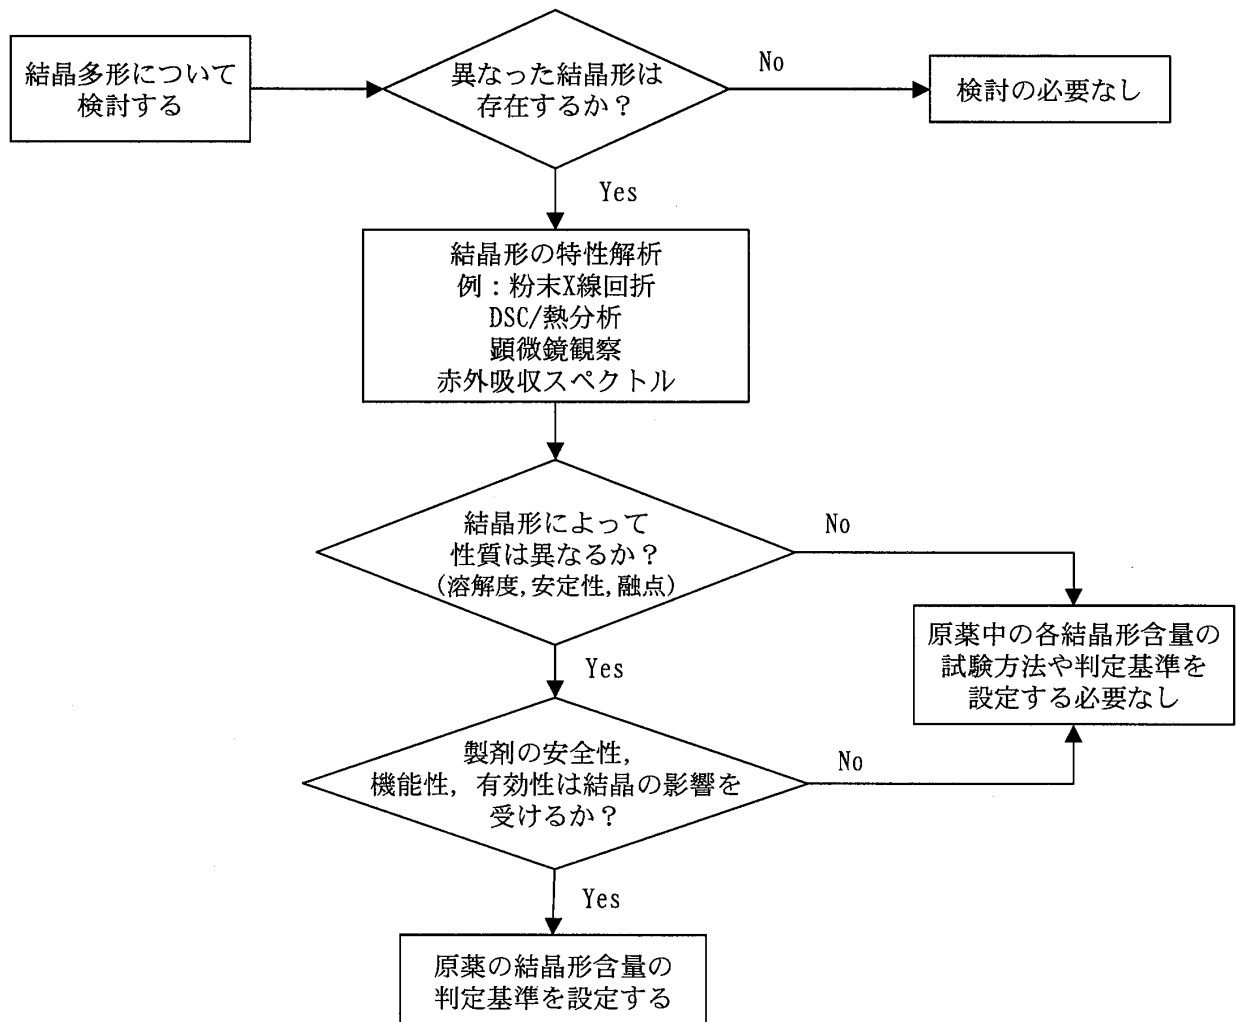 結晶多形について
検討する
異なった結晶形は
存在するか？
No
検討の必要なし
Yes
結晶形の特性解析
例：粉末X線回折
DSC/熱分析
顕微鏡観察
赤外吸収スペクトル
結晶形によって
性質は異なるか？
(溶解度,安定性,融点)
No
Yes
原薬中の各結晶形含量の
試験方法や判定基準を
設定する必要なし
製剤の安全性,
機能性, 有効性は結晶の影響を
受けるか？
No
Yes
原薬の結晶形含量の
判定基準を設定する